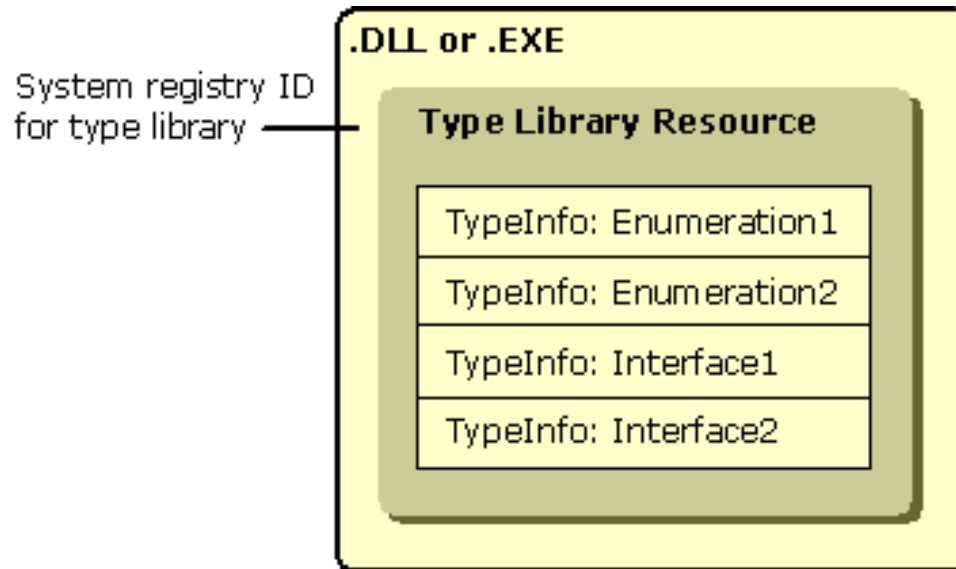 .DLL or .EXE
System registry ID
for type library
Type Library Resource
TypeInfo: Enumeration1
TypeInfo: Enumeration2
TypeInfo: Interface1
TypeInfo: Interface2